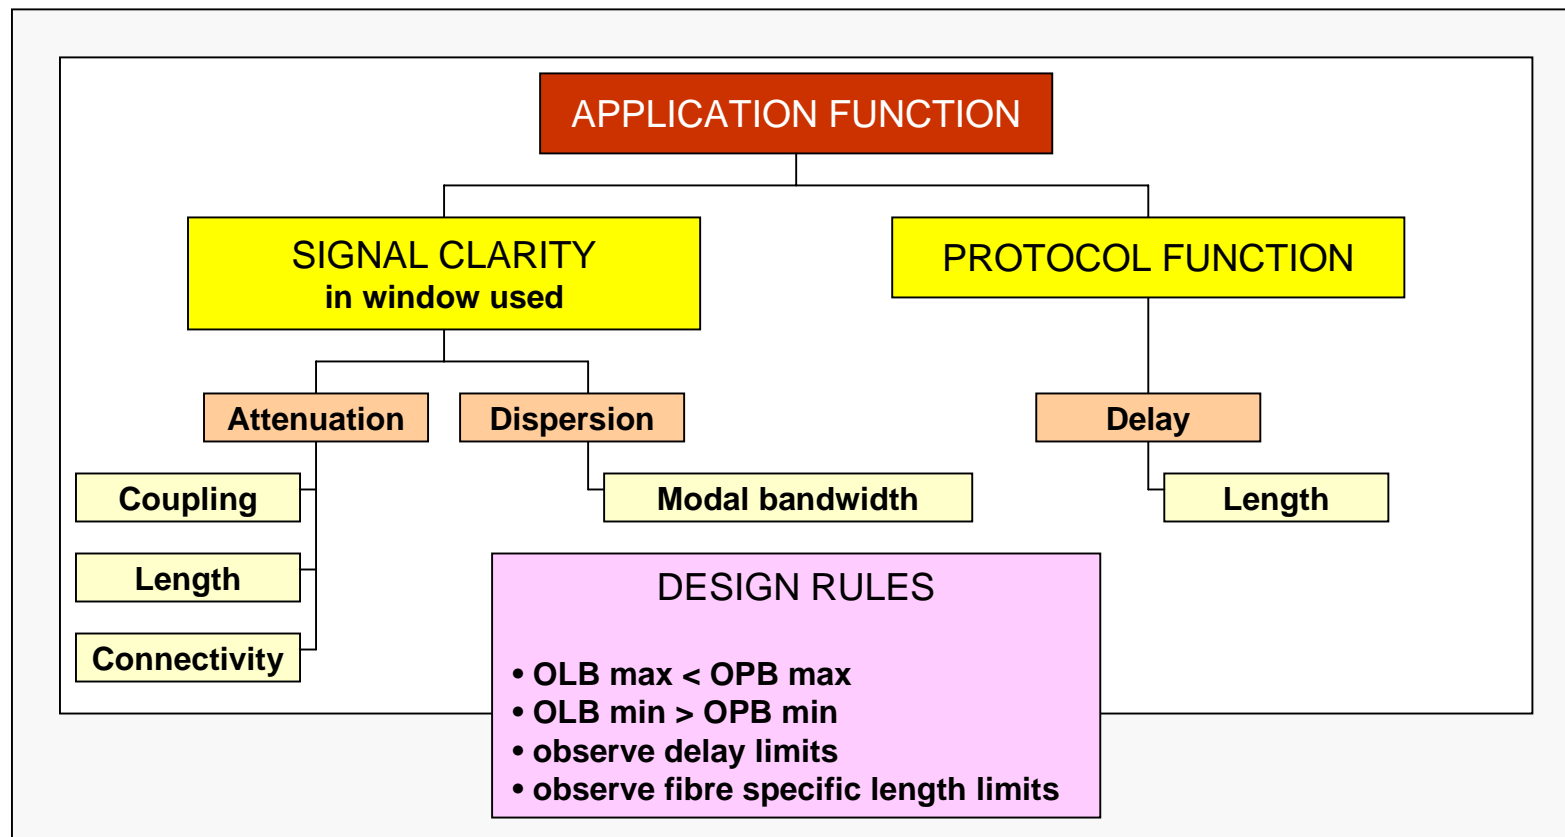 APPLICATION FUNCTION
SIGNAL CLARITY
in window used
PROTOCOL FUNCTION
Attenuation
Dispersion
Delay
Coupling
Modal bandwidth
Length
Length
Connectivity
DESIGN RULES
• OLB max < OPB max
• OLB min > OPB min
• observe delay limits
• observe fibre specific length limits